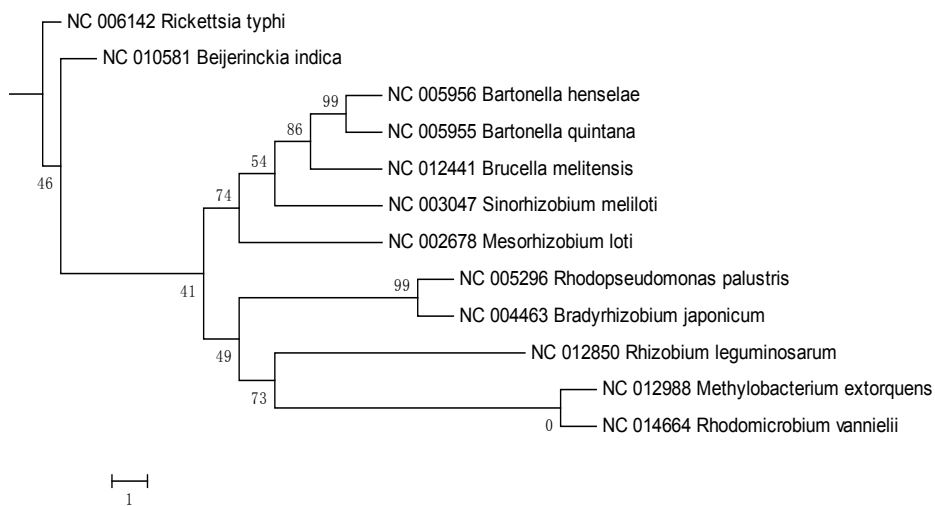 NC 006142 Rickettsia typhi
NC 010581 Beijerinckia indica
NC 005956 Bartonella henselae
99
NC 005955 Bartonella quintana
86
NC 012441 Brucella melitensis
54
46
NC 003047 Sinorhizobium meliloti
74
NC 002678 Mesorhizobium loti
NC 005296 Rhodopseudomonas palustris
99
41
NC 004463 Bradyrhizobium japonicum
NC 012850 Rhizobium leguminosarum
49
NC 012988 Methylobacterium extorquens
73
NC 014664 Rhodomicrobium vannielii
0
1